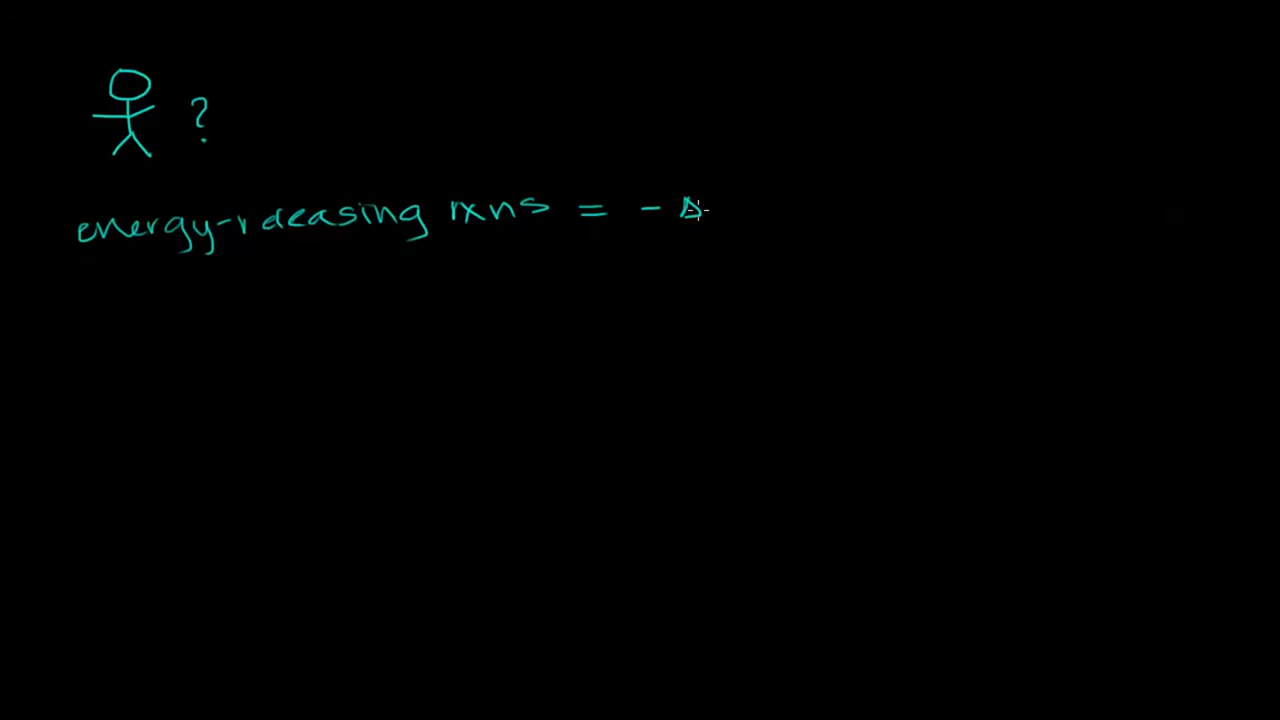 ?
energy-releasing rxns = - Δ